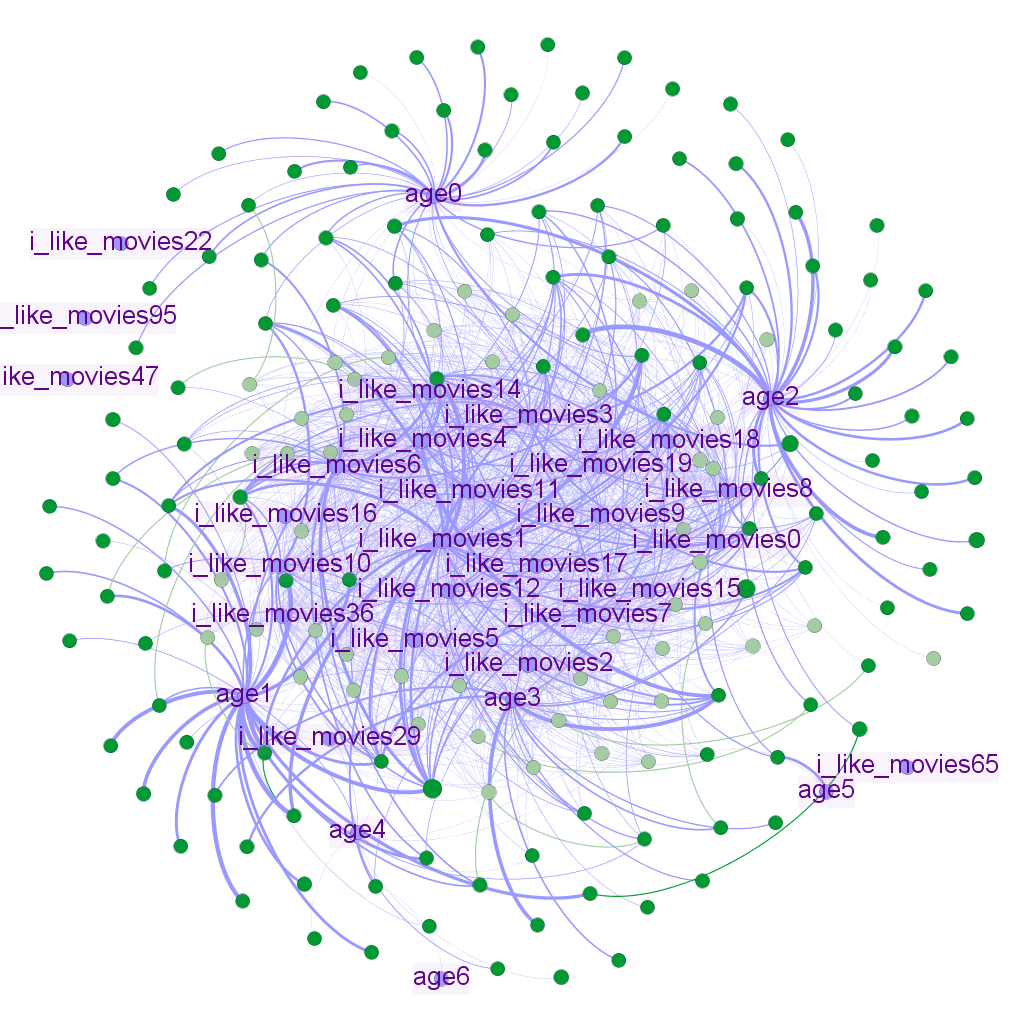 age0
i_like_movies22
_like_movies95
ike_movies47
i_like_movies14
age2
i_like_movies3
i_like_movies4
i_like_movies18
i_like_movies6
i_like_movies19
i_like_movies11
i_like_movies8
i_like_movies16
i_like_movies9
i_like_movies1
i_like_movies0
i_like_movies10
i_like_movies17
i_like_movies12
i_like_movies15
i_like_movies36
i_like_movies7
i_like_movies5
i_like_movies2
age1
age3
i_like_movies29
i_like_movies65
age5
age4
age6